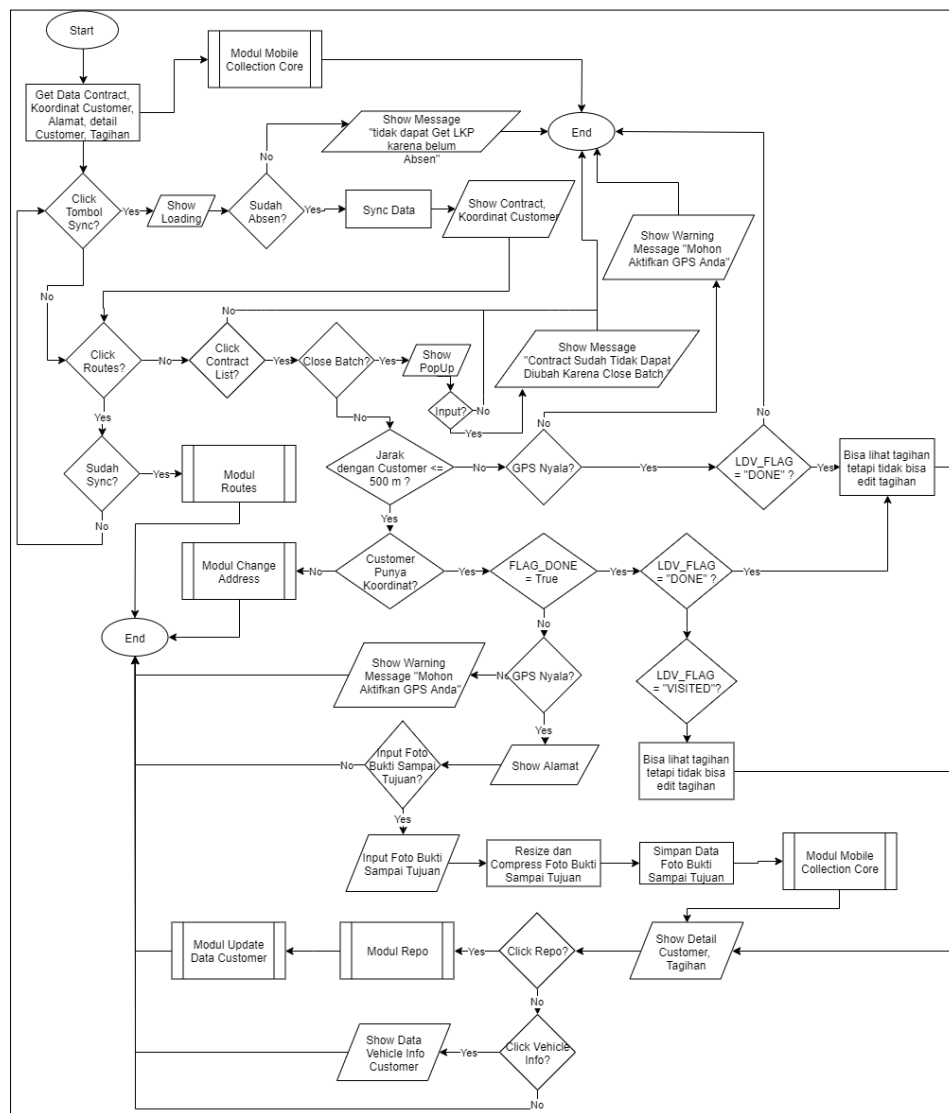 Start
Modul Mobile
Collection Core
Get Data Contract,
Koordinat Customer,
Alamat, detail
Customer, Tagihan
Show Message
"tidak dapat Get LKP
karena belum
Absen"
End
No
Click
Tombol
Sync?
Yes
Show
Loading
Sudah
Absen?
Yes
Sync Data
Show Contract,
Koordinat Customer
Show Warning
Message "Mohon
Aktifkan GPS Anda"
No
No
Click
Routes?
No
Click
Contract
List?
Yes
Close Batch?
Yes
Show
PopUp
Show Message
"Contract Sudah Tidak Dapat
Diubah Karena Close Batch."
Input?
No
Yes
No
Yes
No
No
Sudah
Sync?
Yes
Modul
Routes
Jarak
dengan Customer <=
500 m ?
No
GPS Nyala?
Yes
LDV_FLAG
= "DONE" ?
Yes
Bisa lihat tagihan
tetapi tidak bisa
edit tagihan
No
Yes
Modul Change
Address
No
Customer
Punya
Koordinat?
Yes
FLAG_DONE
= True
Yes
LDV_FLAG
= "DONE" ?
Yes
No
End
Show Warning
Message "Mohon
Aktifkan GPS Anda"
No
GPS Nyala?
LDV_FLAG
= "VISITED"?
Yes
No
Input Foto
Bukti Sampai
Tujuan?
Show Alamat
Bisa lihat tagihan
tetapi tidak bisa
edit tagihan
Yes
Input Foto Bukti
Sampai Tujuan
Resize dan
Compress Foto Bukti
Sampai Tujuan
Simpan Data
Foto Bukti
Sampai Tujuan
Modul Mobile
Collection Core
Modul Update
Data Customer
Modul Repo
Yes
Click Repo?
Show Detail
Customer,
Tagihan
No
Show Data
Vehicle Info
Customer
Yes
Click Vehicle
Info?
No